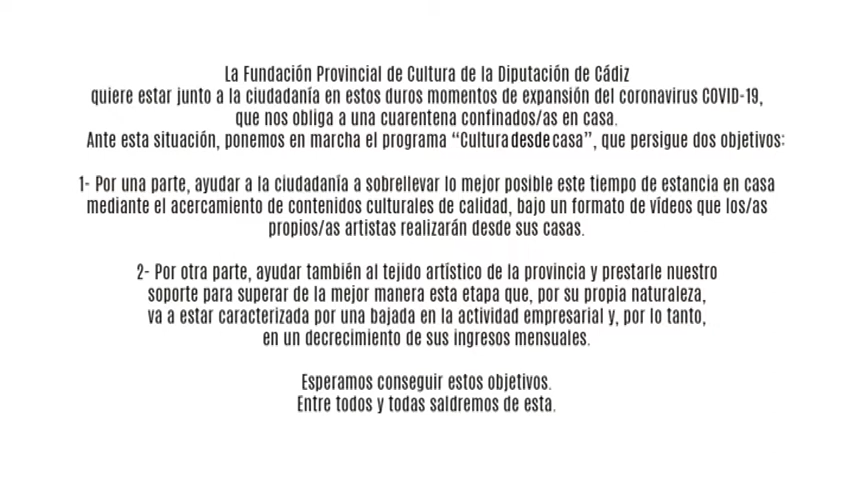 La Fundación Provincial de Cultura de la Diputación de Cádiz
quiere estar junto a la ciudadanía en estos duros momentos de expansión del coronavirus COVID-19,
que nos obliga a una cuarentena confinados/as en casa.
Ante esta situación, ponemos en marcha el programa “Culturadesdecasa”, que persigue dos objetivos:
1- Por una parte, ayudar a la ciudadanía a sobrellevar lo mejor posible este tiempo de estancia en casa
mediante el acercamiento de contenidos culturales de calidad, bajo un formato de vídeos que los/as
propios/as artistas realizarán desde sus casas.
2- Por otra parte, ayudar también al tejido artístico de la provincia y prestarle nuestro
soporte para superar de la mejor manera esta etapa que, por su propia naturaleza,
va a estar caracterizada por una bajada en la actividad empresarial y, por lo tanto,
en un decrecimiento de sus ingresos mensuales.
Esperamos conseguir estos objetivos.
Entre todos y todas saldremos de esta.